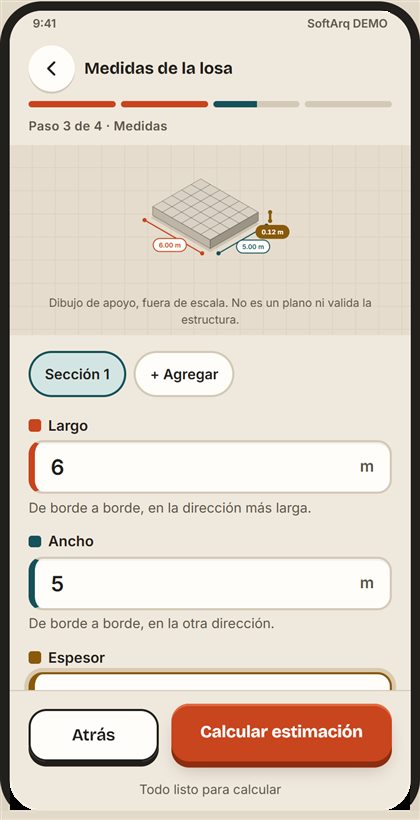 9:41
SoftArq DEMO
Medidas de la losa
Paso 3 de 4 · Medidas
6.00 m
0.12 m
5.00 m
Dibujo de apoyo, fuera de escala. No es un plano ni valida la
estructura.
Sección 1
+ Agregar
Largo
6 m
De borde a borde, en la dirección más larga.
Ancho
5 m
De borde a borde, en la otra dirección.
Espesor
Atrás
Calcular estimación
Todo listo para calcular